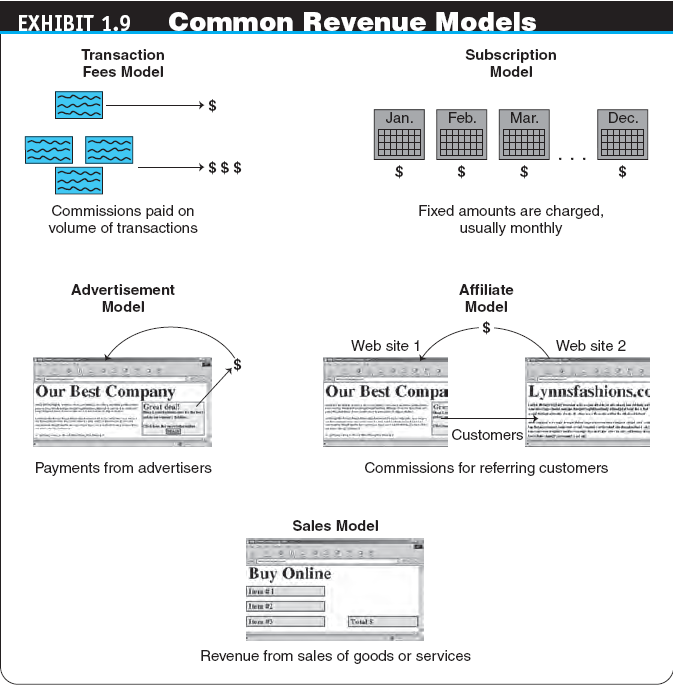 EXHIBIT 1.9 Common Revenue Models
Transaction
Fees Model
$
$ $ $
Commissions paid on
volume of transactions
Subscription
Model
Jan. Feb. Mar. . . . Dec.
$ $ $ $
Fixed amounts are charged,
usually monthly
Advertisement
Model
$
Our Best Company
Great deal!
Payments from advertisers
Affiliate
Model
$
Web site 1
Web site 2
Our Best Compa
Lynnsfashions.co
Customers
Commissions for referring customers
Sales Model
Buy Online
Item #1
Item #2
Item #3
Total $
Revenue from sales of goods or services